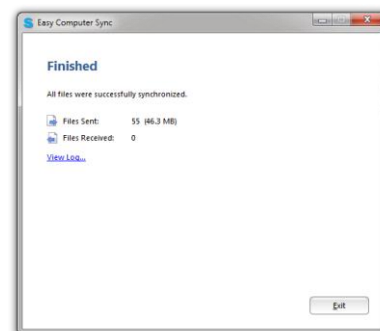 Easy Computer Sync
Finished
All files were successfully synchronized.
Files Sent: 55 (46.3 MB)
Files Received: 0
View Log...
Exit